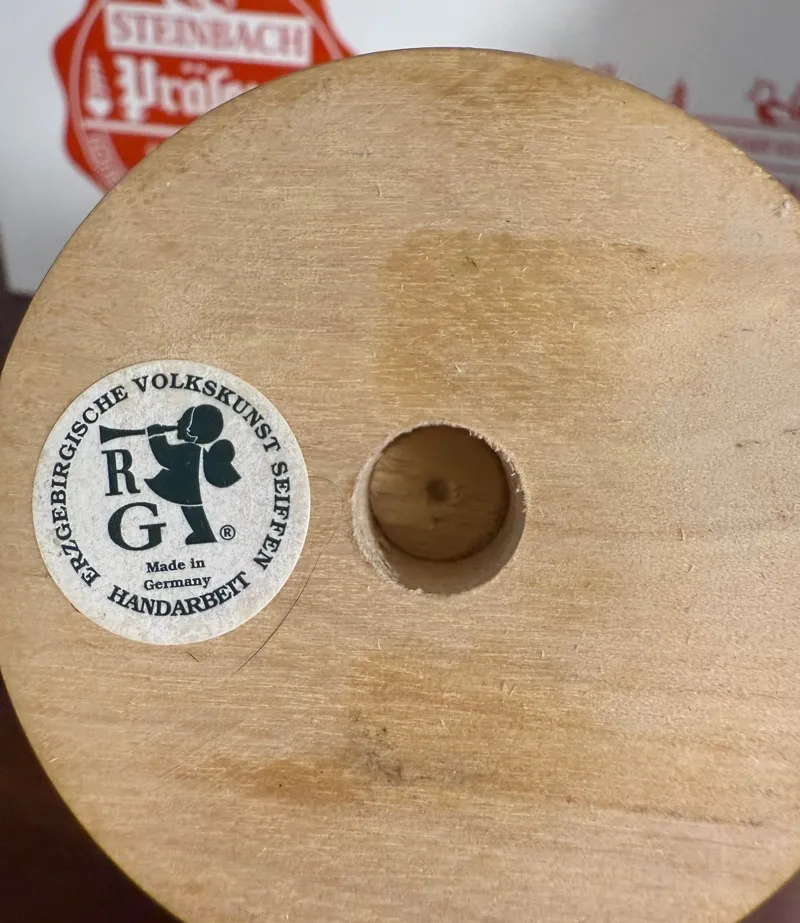 STEINBACH
ERZGEBIRGISCHE VOLKSKUNST SEIFFEN
R
G
®
Made in
Germany
HANDARBEIT